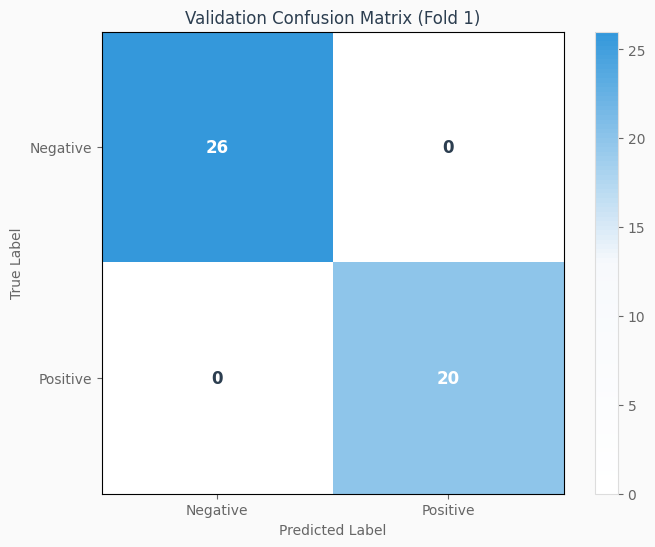 Validation Confusion Matrix (Fold 1)
True Label
Negative
26
0
Positive
0
20
Negative
Positive
Predicted Label
25
20
15
10
5
0